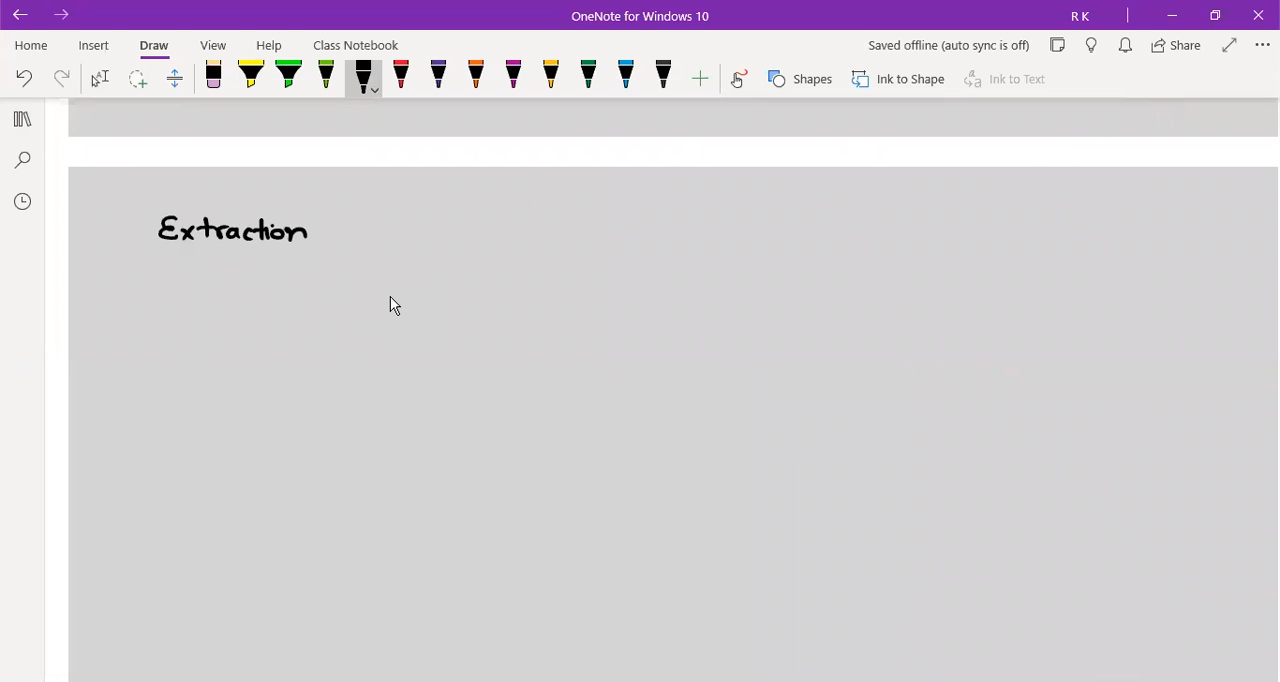 OneNote for Windows 10
R K
Home Insert Draw View Help Class Notebook
Saved offline (auto sync is off)
Share
Shapes
Ink to Shape
Ink to Text
Extraction